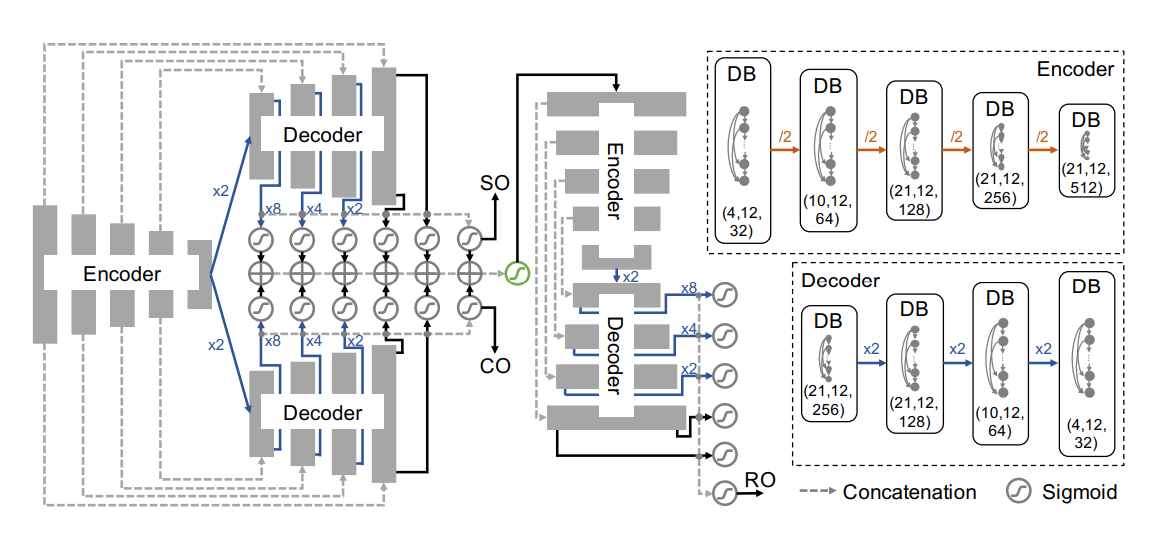 Encoder
x2
x2
Decoder
x8
x4
x2
SO
CO
x8
x4
x2
Decoder
Encoder
x2
Decoder
x8
x4
x2
RO
Encoder
DB
(4,12,
32)
/2
DB
(10,12,
64)
/2
DB
(21,12,
128)
/2
DB
(21,12,
256)
/2
DB
(21,12,
512)
Decoder
DB
(21,12,
256)
x2
DB
(21,12,
128)
x2
DB
(10,12,
64)
x2
DB
(4,12,
32)
Concatenation
Sigmoid